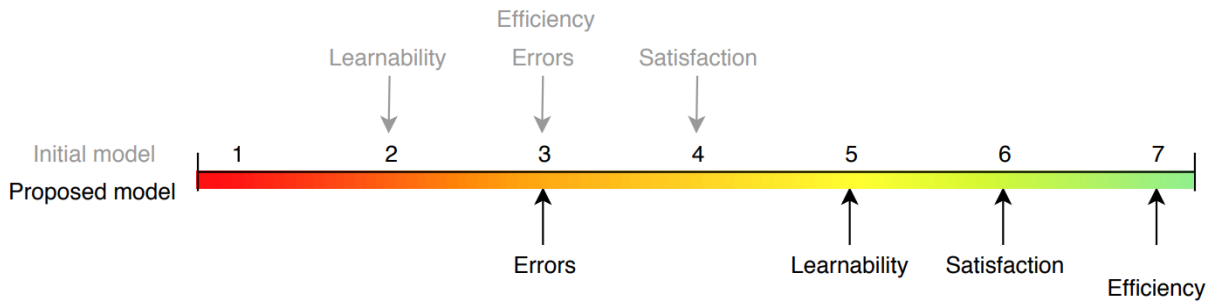 Efficiency
Learnability Errors Satisfaction
Initial model 1 2 3 4 5 6 7
Proposed model
Errors Learnability Satisfaction
Efficiency